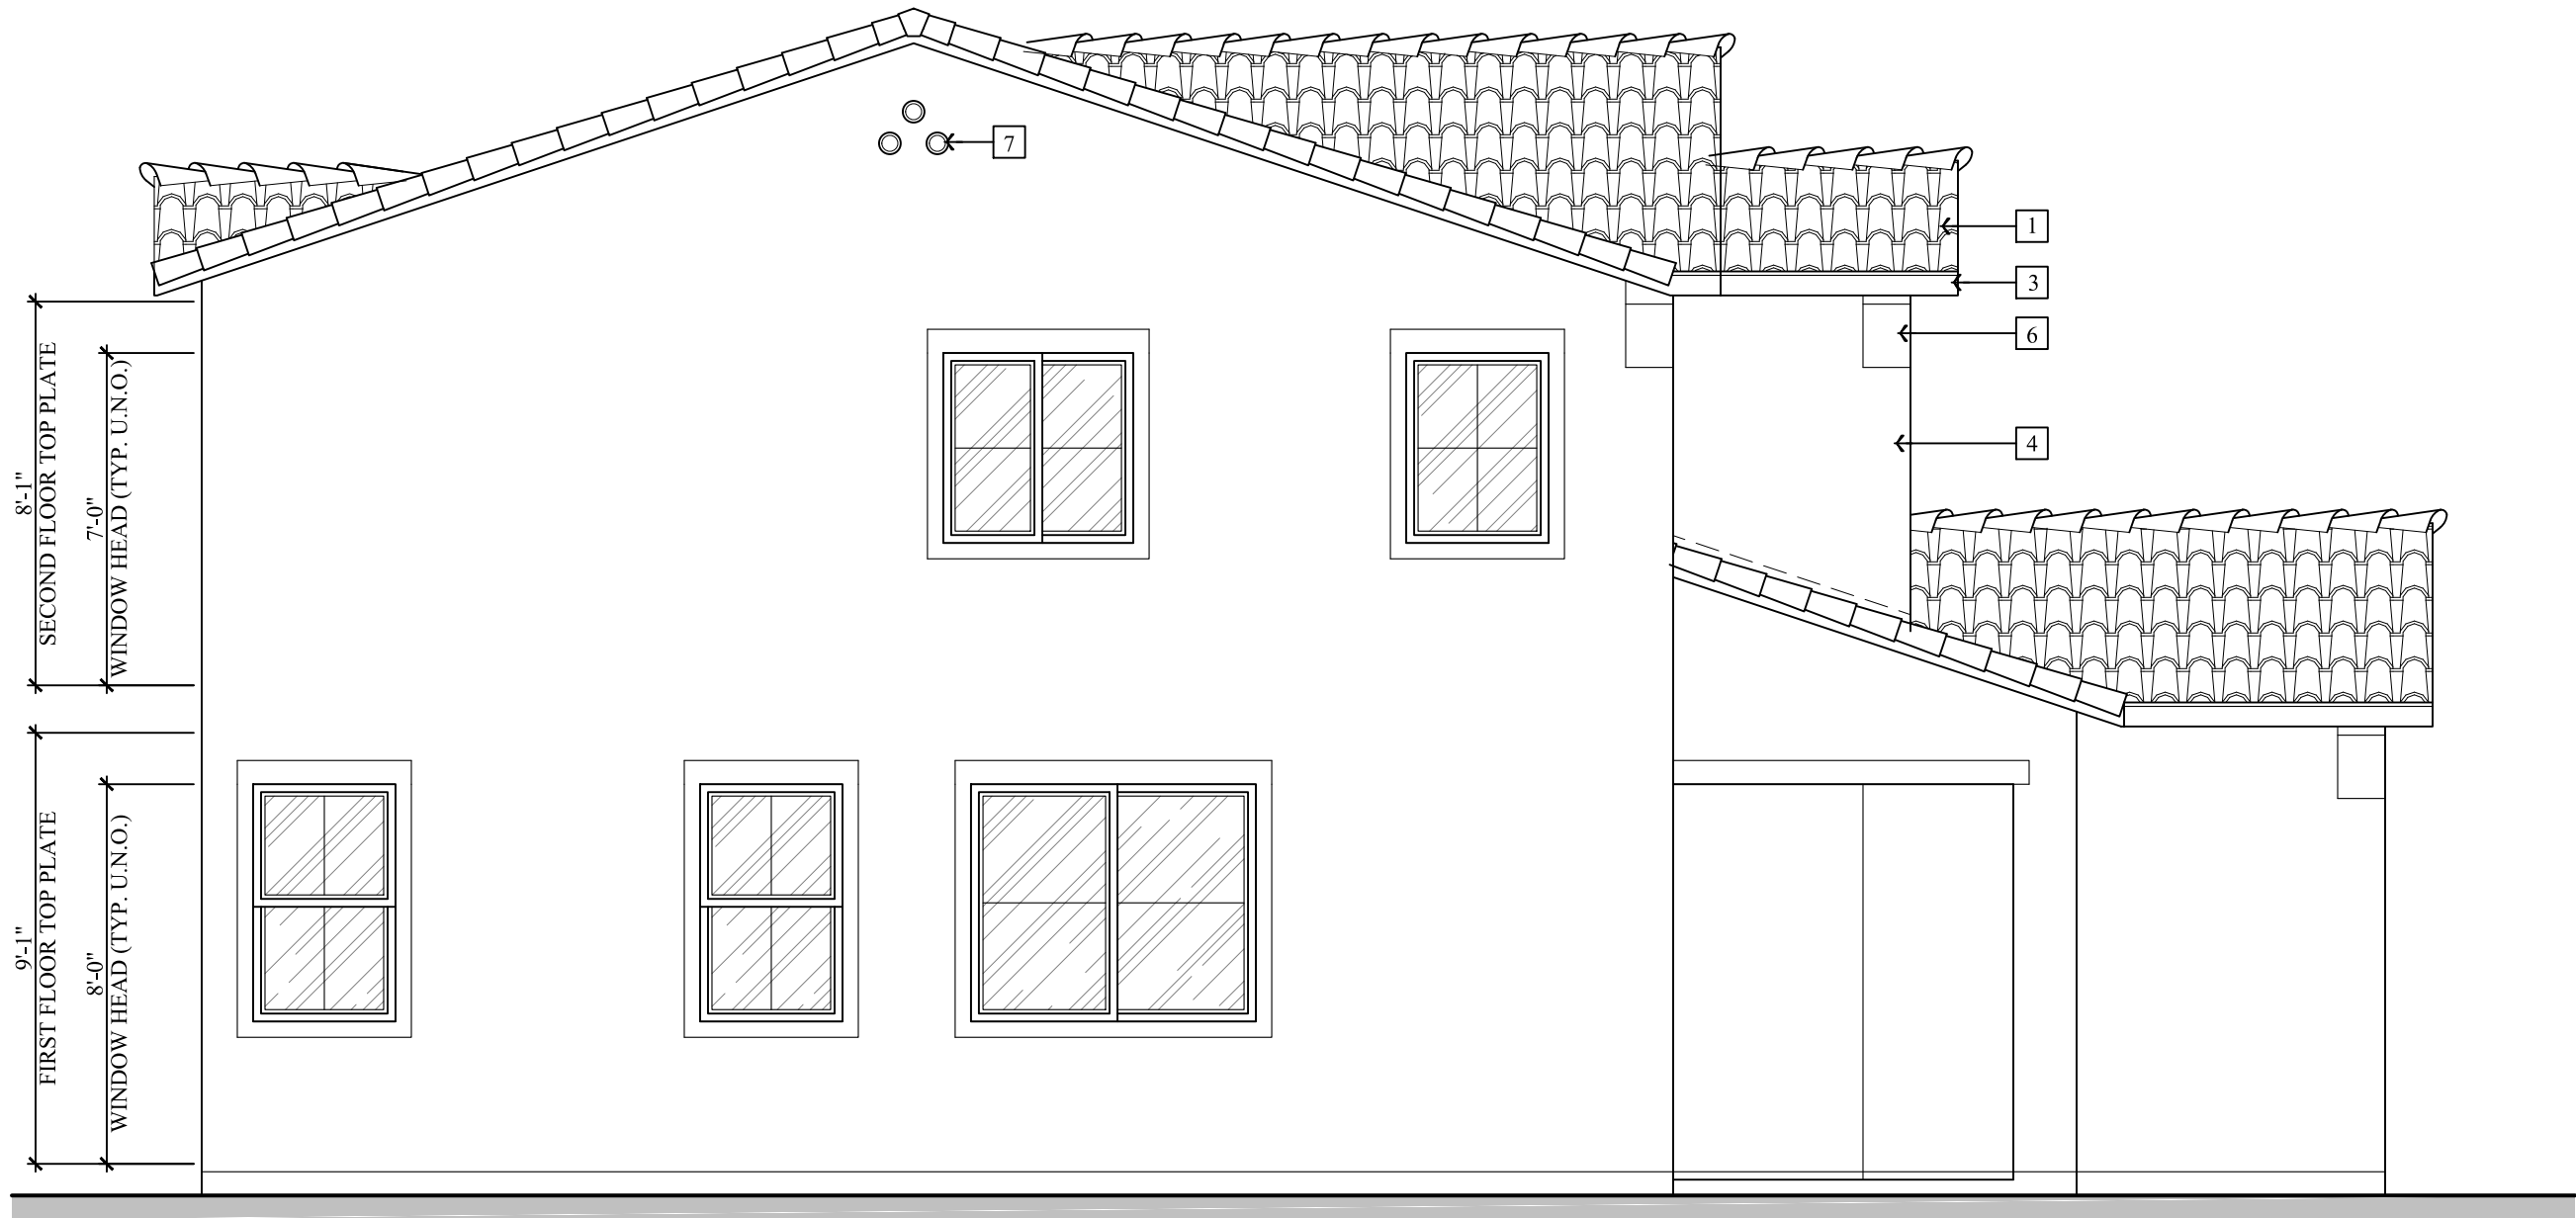 7
1
3
6
4
8'-1"
SECOND FLOOR TOP PLATE
7'-0"
WINDOW HEAD (TYP. U.N.O.)
9'-1"
FIRST FLOOR TOP PLATE
8'-0"
WINDOW HEAD (TYP. U.N.O.)